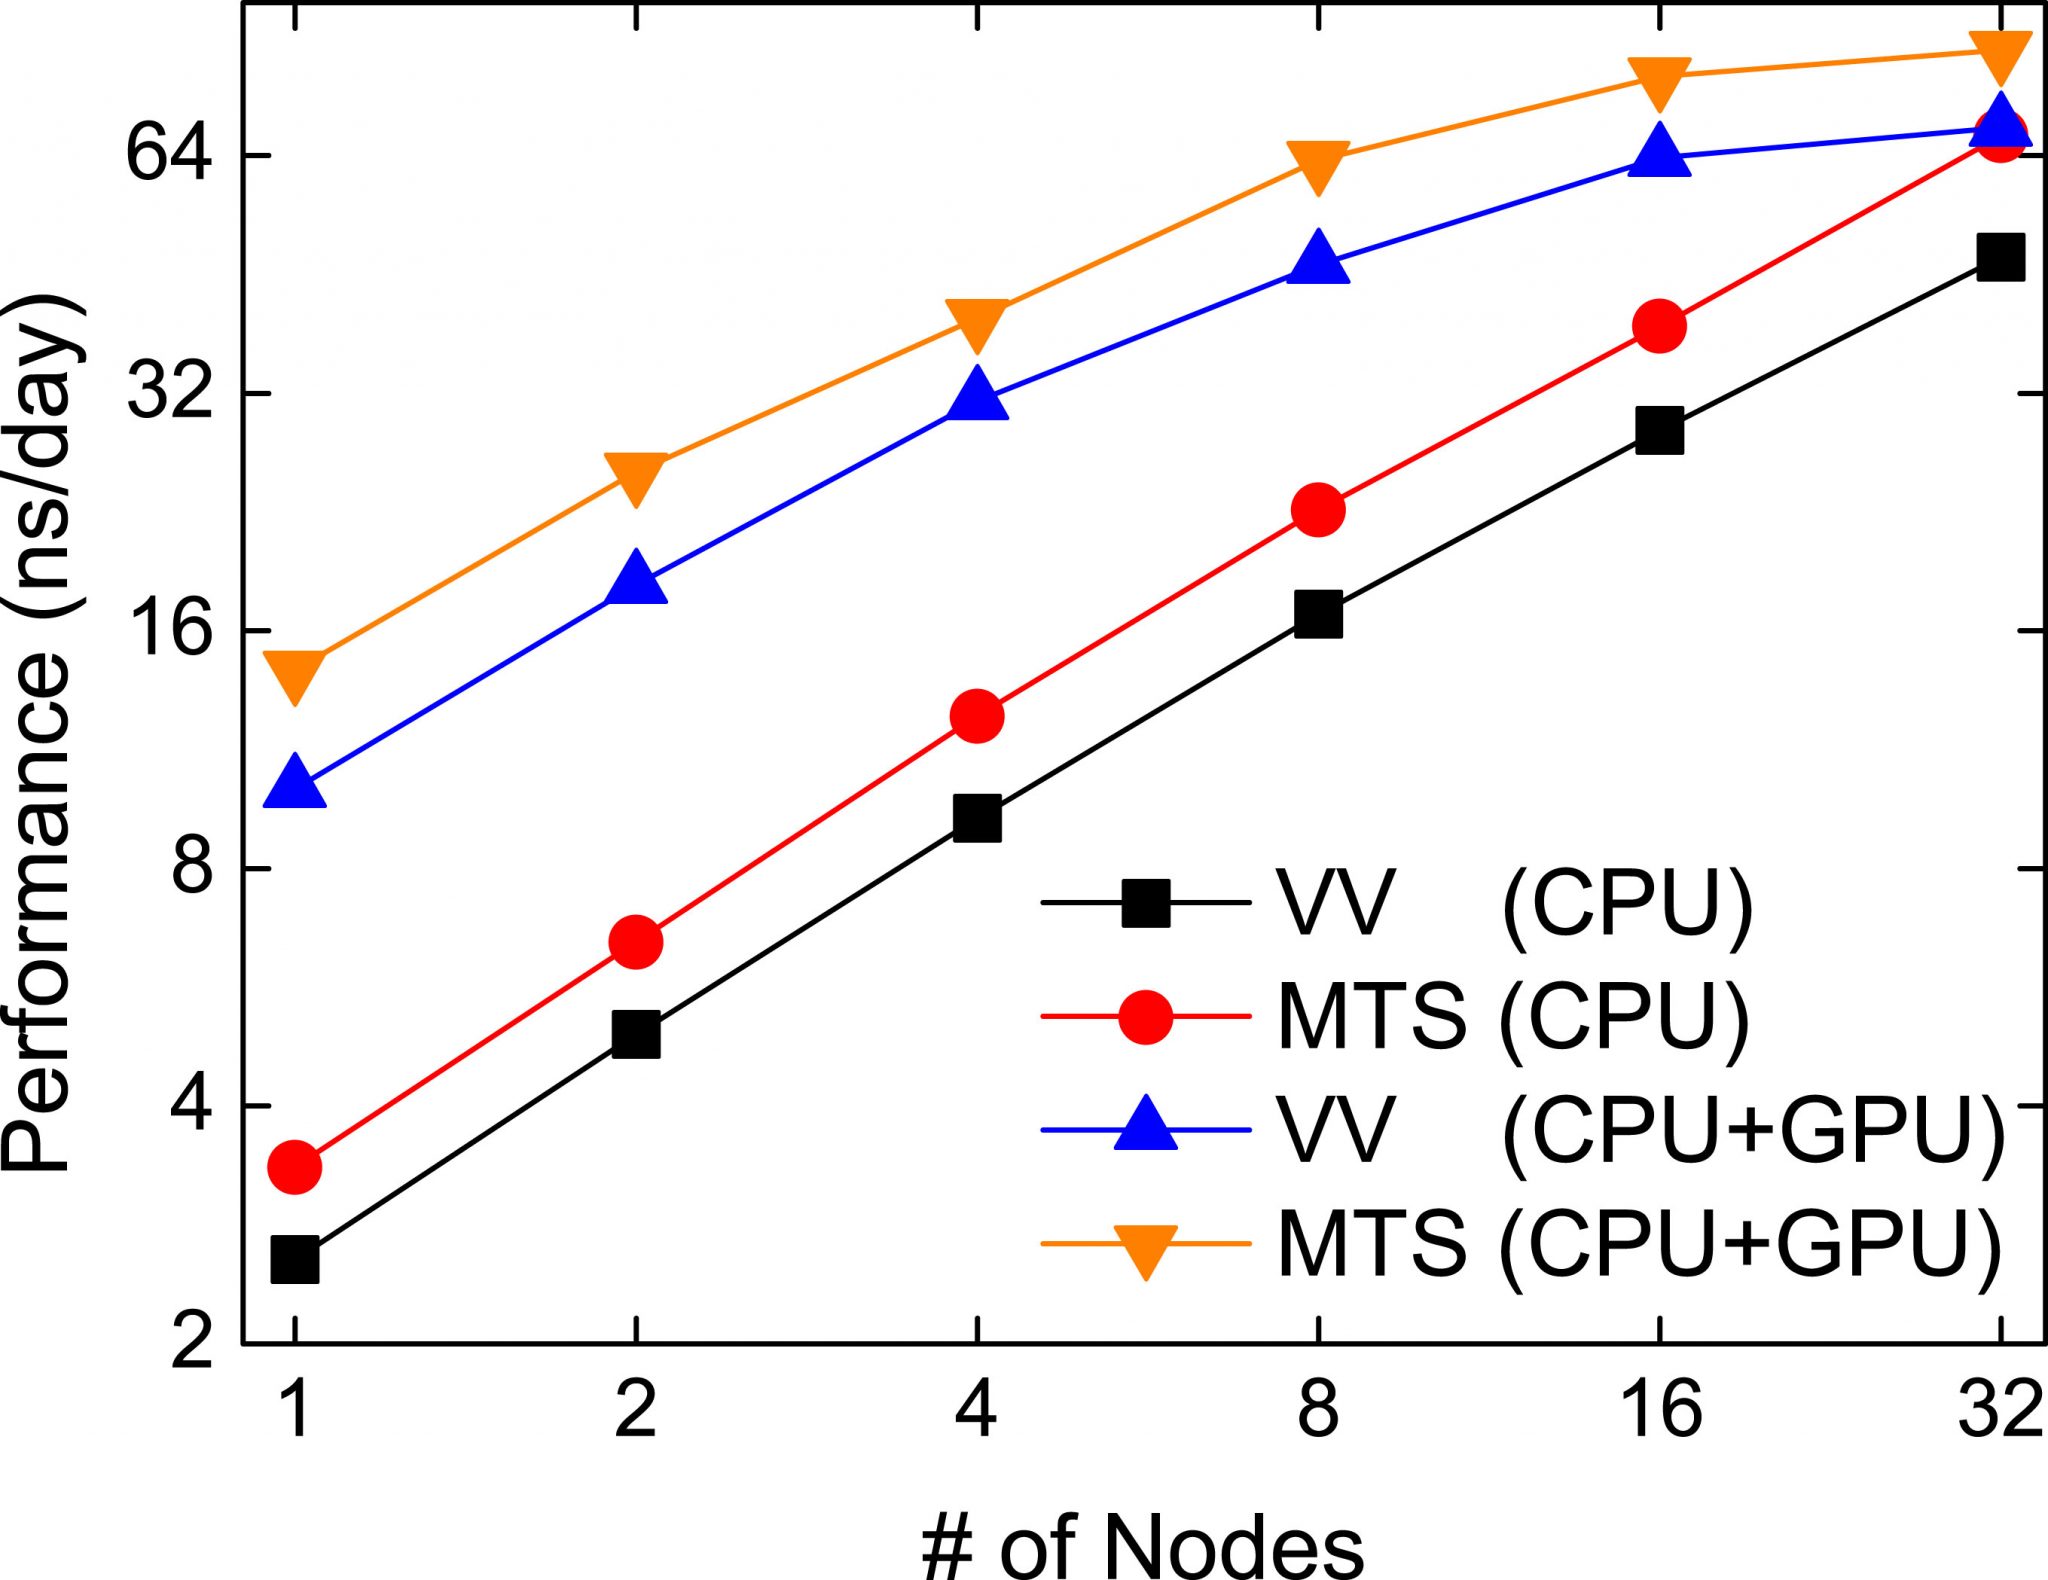 Performance (ns/day)
64
32
16
8
4
2
VV (CPU)
MTS (CPU)
VV (CPU+GPU)
MTS (CPU+GPU)
1 2 4 8 16 32
# of Nodes